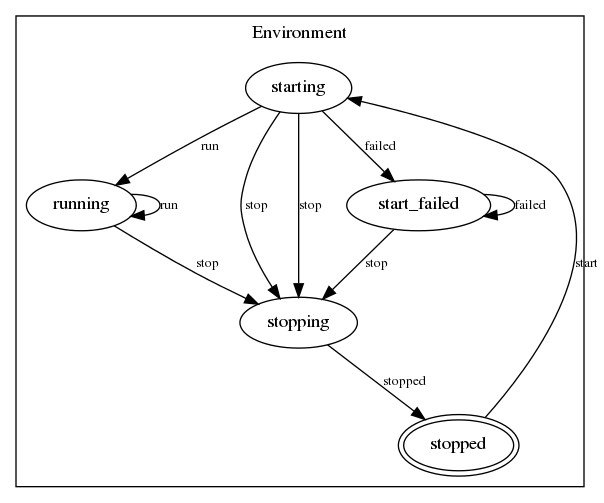 Environment
starting
run
failed
running
run
stop
stop
start_failed
failed
stop
stop
start
stopping
stopped
stopped